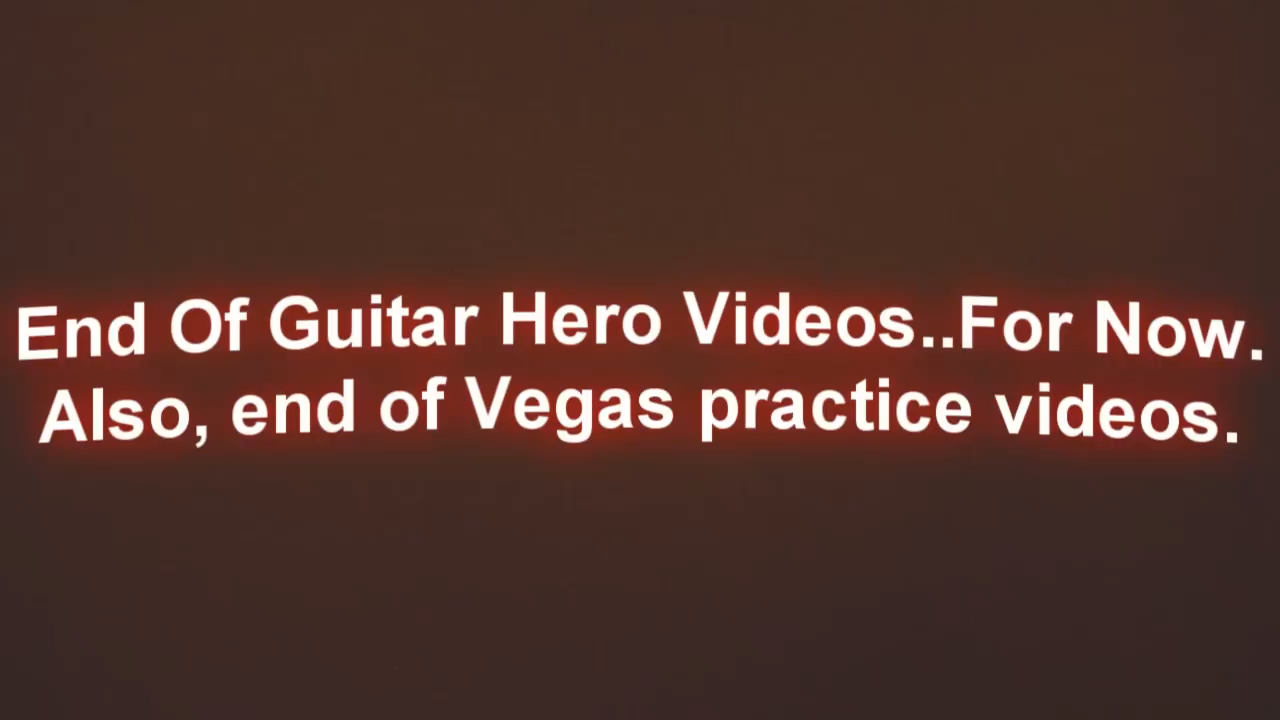 End Of Guitar Hero Videos..For Now.
Also, end of Vegas practice videos.